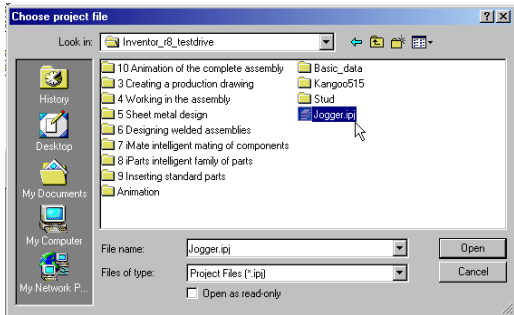 Choose project file
Look in: Inventor_r8_testdrive
History
Desktop
My Documents
My Computer
My Network P...
10 Animation of the complete assembly
3 Creating a production drawing
4 Working in the assembly
5 Sheet metal design
6 Designing welded assemblies
7 iMate intelligent mating of components
8 iParts intelligent family of parts
9 Inserting standard parts
Animation
Basic_data
Kangoo515
Stud
Jogger.ipj
File name: Jogger.ipj Open
Files of type: Project Files (*.ipj) Cancel
Open as read-only